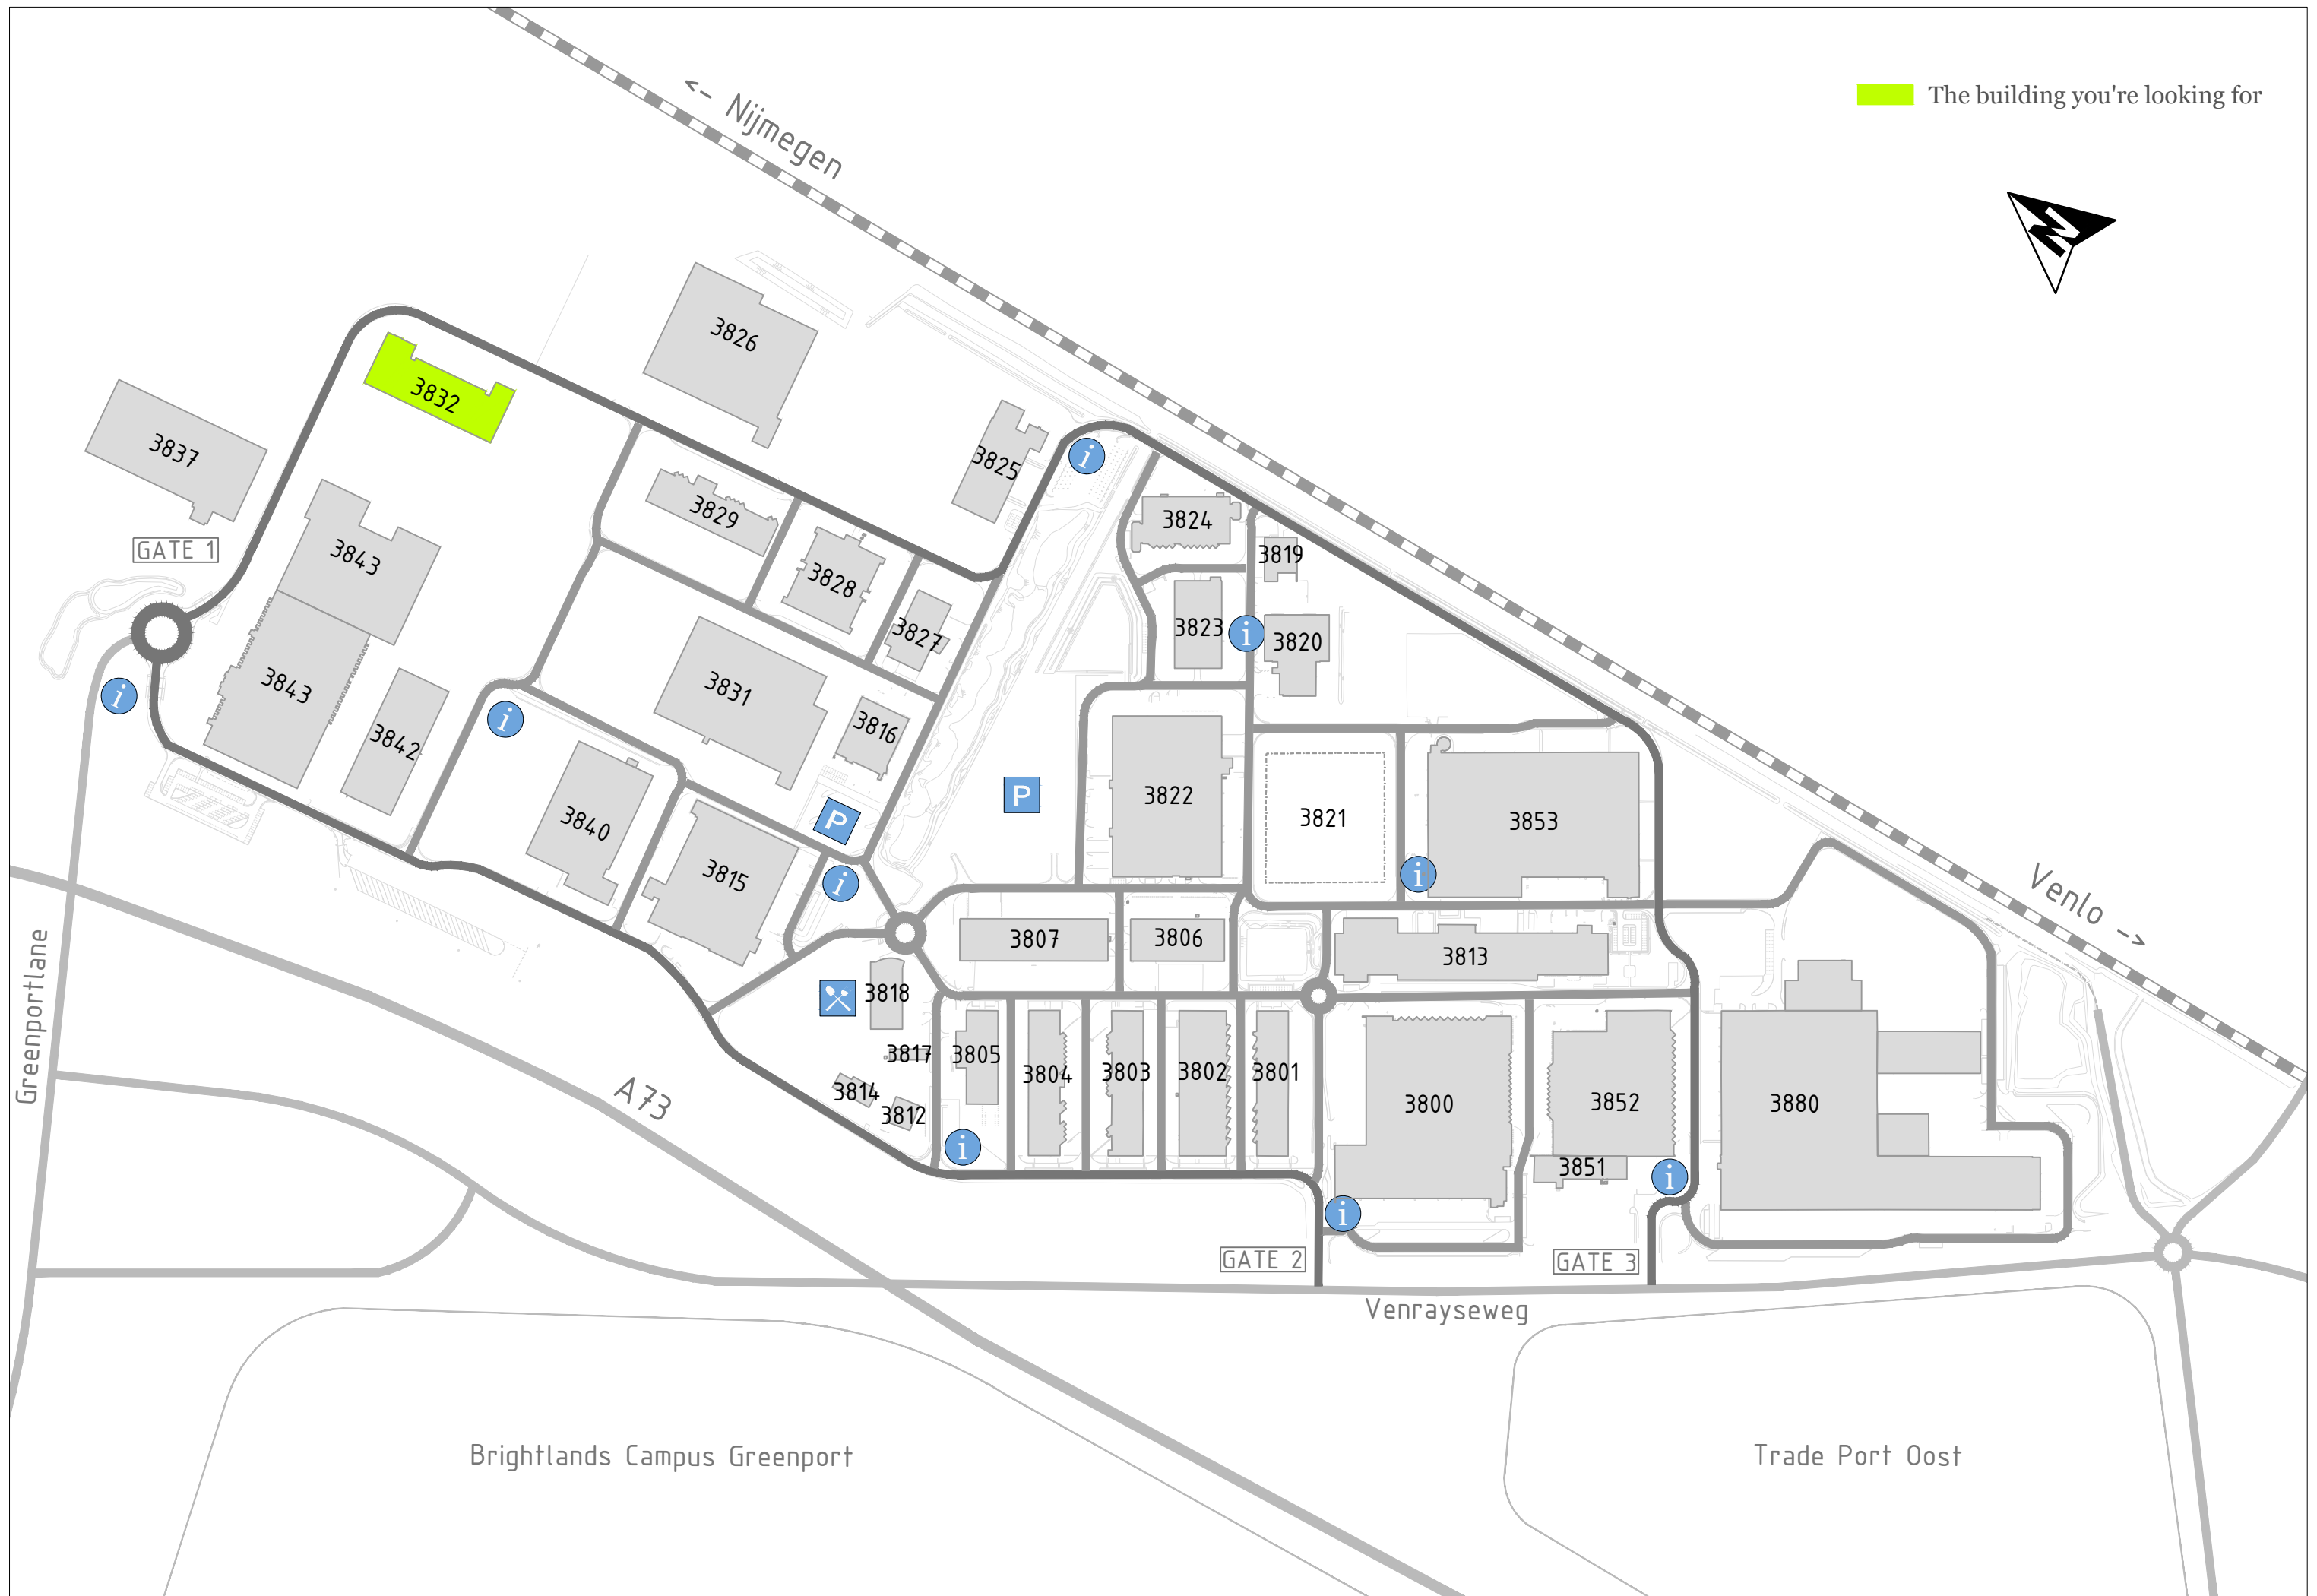 <- Nijmegen
The building you're looking for
N
3826
3832
3837
3825
3829
3824
GATE 1
3843
3819
3828
3823
3827
3820
3843
3831
3816
3842
i
i
i
i
P
P
3822
3821
3853
3840
3815
i
i
Venlo ->
3807
3806
3813
3818
Greenportlane
3817
3805
3804
3803
3802
3801
3814
3812
A73
3800
3852
3880
i
3851
i
i
GATE 2
GATE 3
Venrayseweg
Brightlands Campus Greenport
Trade Port Oost